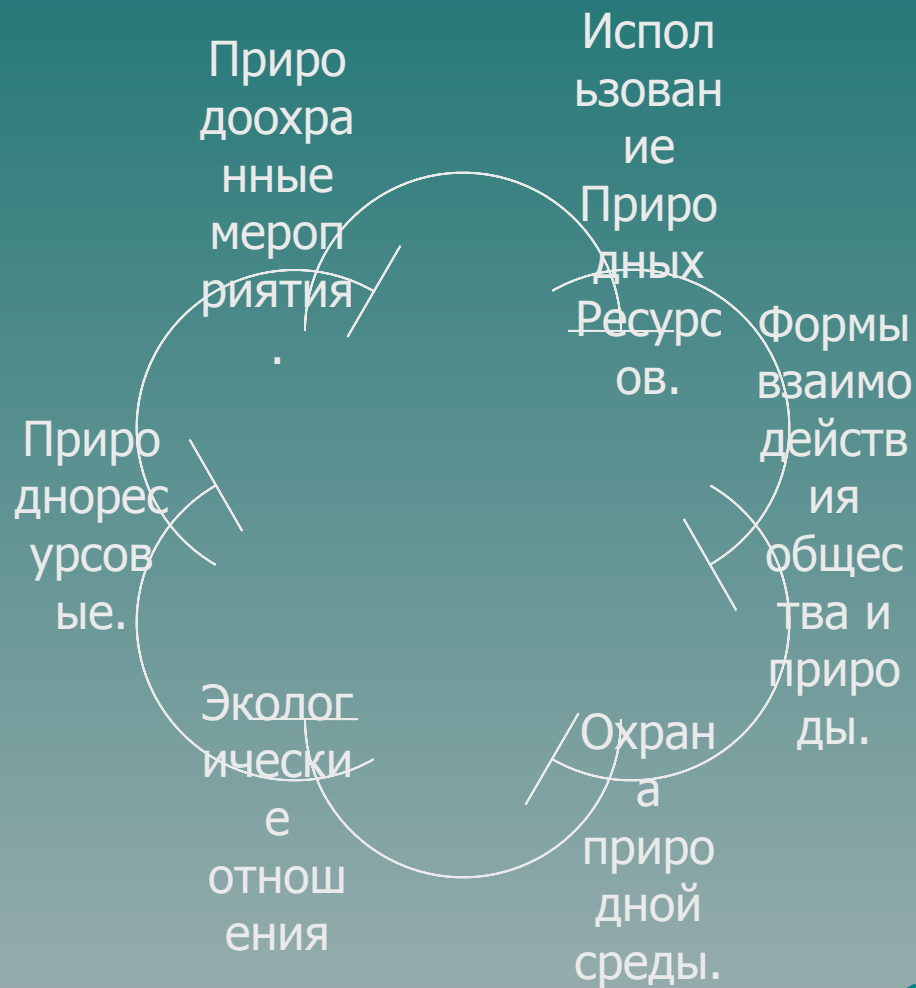 Приро
доохра
нные
мероп
риятия
.
Испол
ьзован
ие
Приро
дных
Ресурс
ов.
Формы
взаимо
действ
ия
общес
тва и
приро
ды.
Приро
днорес
урсов
ые.
Эколог
ически
е
отнош
ения
Охран
а
приро
дной
среды.